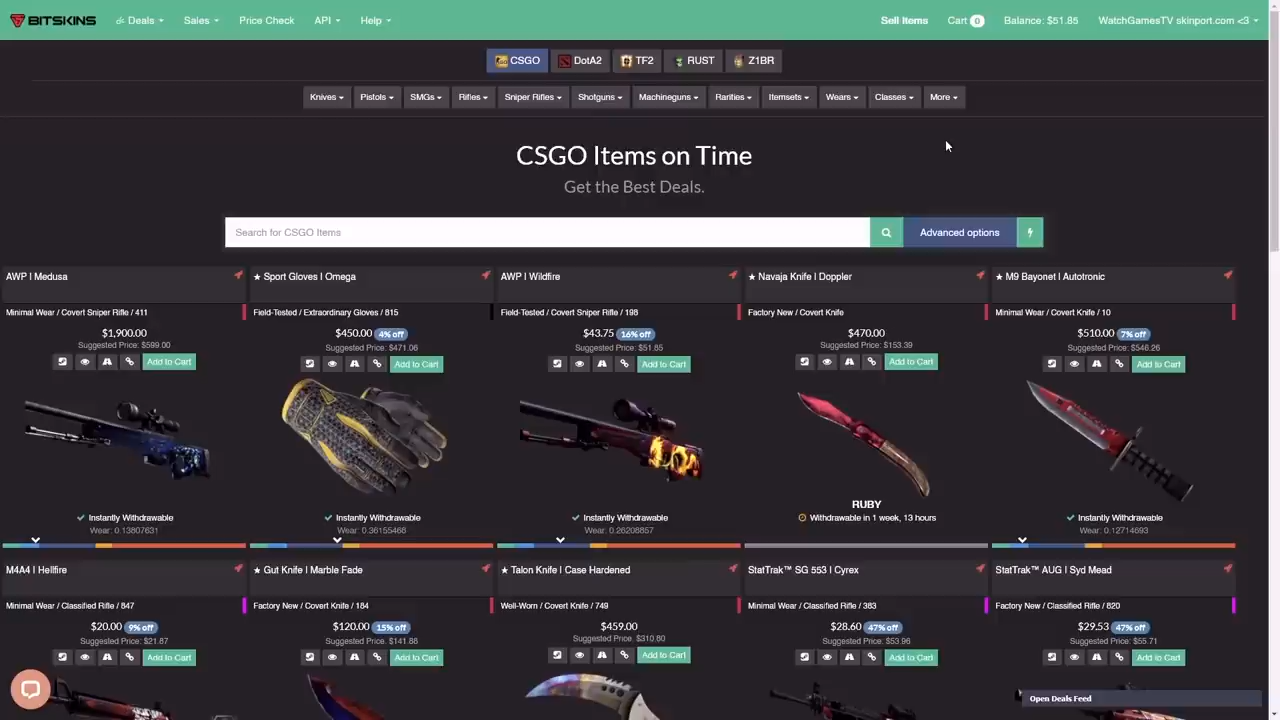 BITSKINS Deals Sales Price Check API Help Sell Items Cart 0 Balance: $51.85 WatchGamesTV skinport.com <3
CSGO DotA2 TF2 RUST Z1BR
Knives Pistols SMGs Rifles Sniper Rifles Shotguns Machineguns Rarities Itemsets Wears Classes More
CSGO Items on Time
Get the Best Deals.
Search for CSGO Items Advanced options
AWP | Medusa ★ Sport Gloves | Omega AWP | Wildfire ★ Navaja Knife | Doppler ★ M9 Bayonet | Autotronic
Minimal Wear / Covert Sniper Rifle / 411 Field-Tested / Extraordinary Gloves / 815 Field-Tested / Covert Sniper Rifle / 198 Factory New / Covert Knife Minimal Wear / Covert Knife / 10
$1,900.00 $450.00 4% off $43.75 16% off $470.00 $510.00 7% off
Suggested Price: $599.00 Suggested Price: $471.06 Suggested Price: $51.85 Suggested Price: $153.39 Suggested Price: $546.26
Add to Cart Add to Cart Add to Cart Add to Cart Add to Cart
RUBY
Instantly Withdrawable Instantly Withdrawable Instantly Withdrawable Withdrawable in 1 week, 13 hours Instantly Withdrawable
Wear: 0.13807631 Wear: 0.36155468 Wear: 0.26208857 Wear: 0.12714693
M4A4 | Hellfire ★ Gut Knife | Marble Fade ★ Talon Knife | Case Hardened StatTrak™ SG 553 | Cyrex StatTrak™ AUG | Syd Mead
Minimal Wear / Classified Rifle / 847 Factory New / Covert Knife / 184 Well-Worn / Covert Knife / 749 Minimal Wear / Classified Rifle / 383 Factory New / Classified Rifle / 820
$20.00 9% off $120.00 15% off $459.00 $28.60 47% off $29.53 47% off
Suggested Price: $21.87 Suggested Price: $141.88 Suggested Price: $310.80 Suggested Price: $53.96 Suggested Price: $55.71
Add to Cart Add to Cart Add to Cart Add to Cart Add to Cart
Open Deals Feed